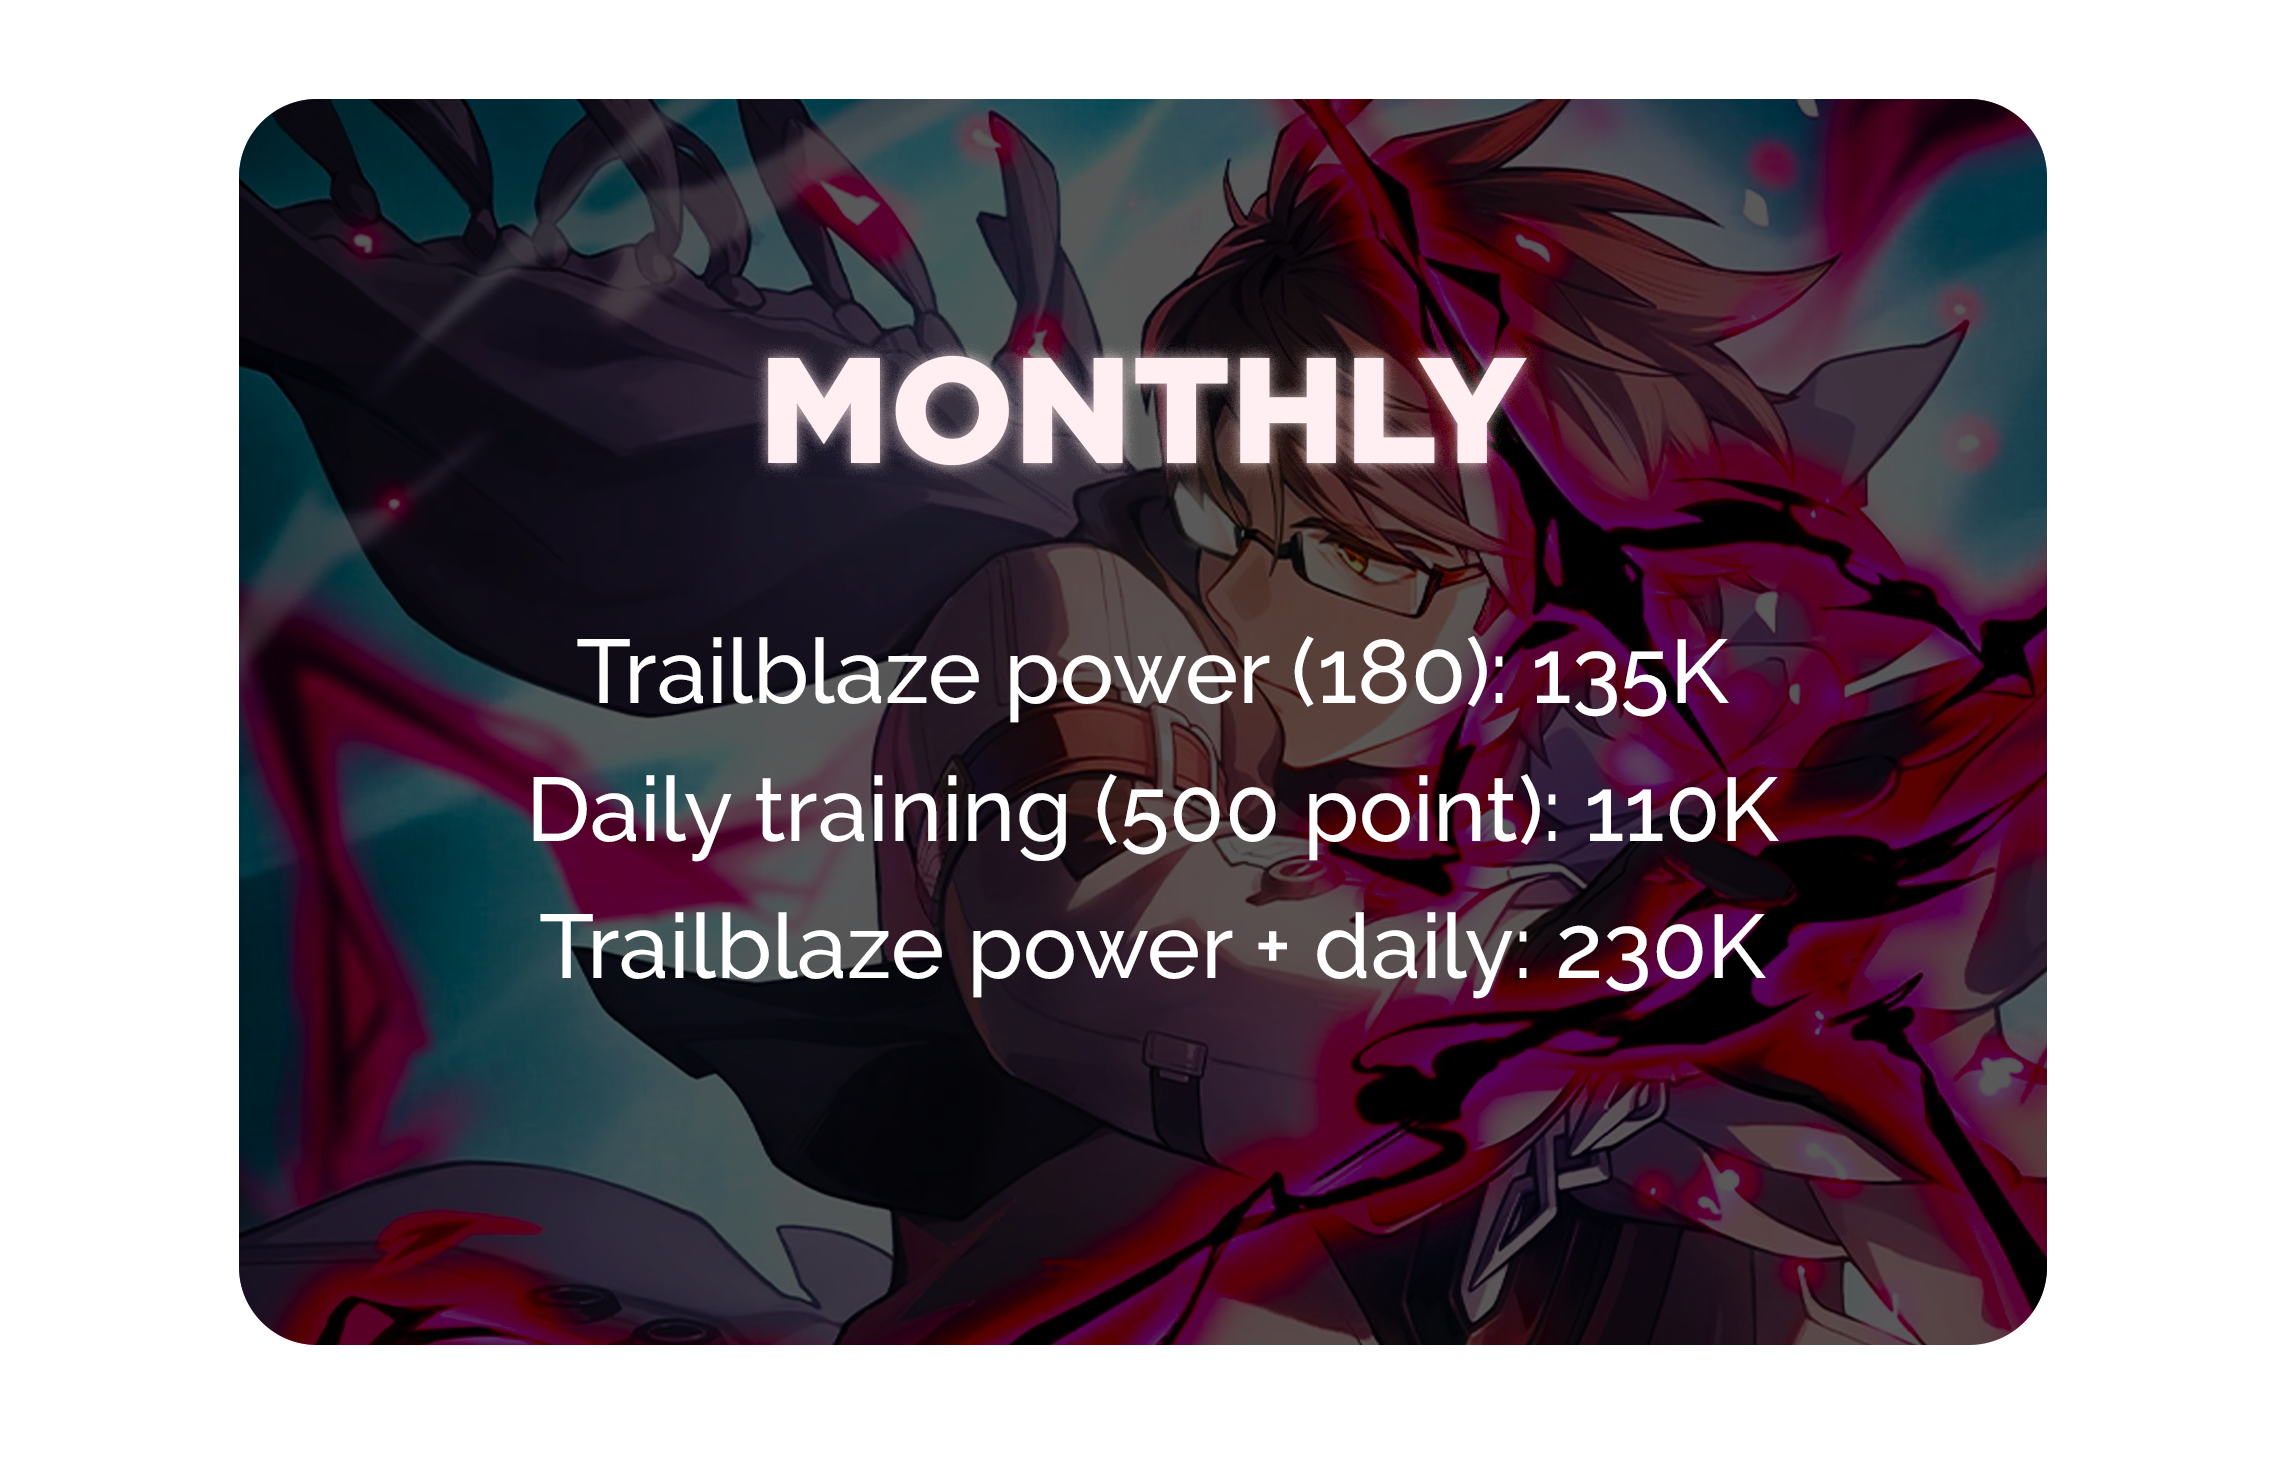 MONTHLY
Trailblaze power (180): 135K
Daily training (500 point): 110K
Trailblaze power + daily: 230K